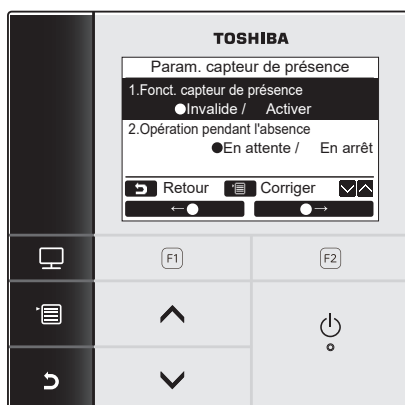 TOSHIBA
Param. capteur de présence
1.Fonct. capteur de présence
●Invalide / Activer
2.Opération pendant l'absence
●En attente / En arrêt
Retour Corriger
←● ●→
F1 F2